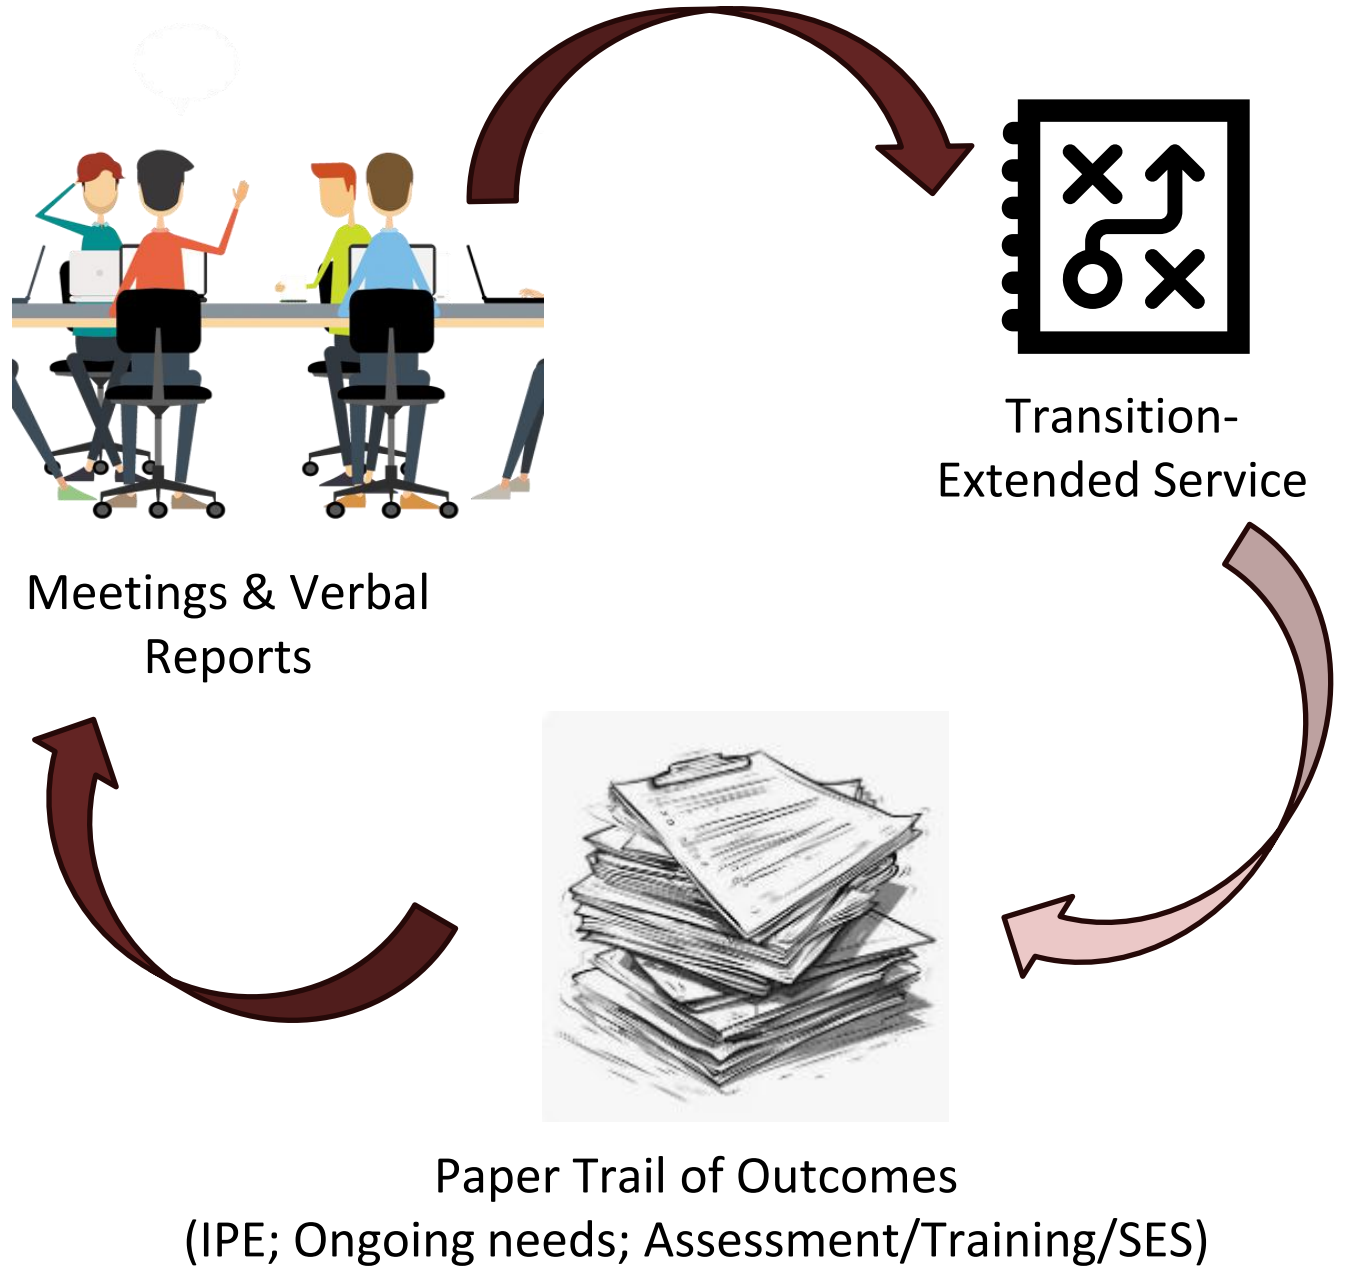 Transition-
Extended Service
Meetings & Verbal
Reports
Paper Trail of Outcomes
(IPE; Ongoing needs; Assessment/Training/SES)